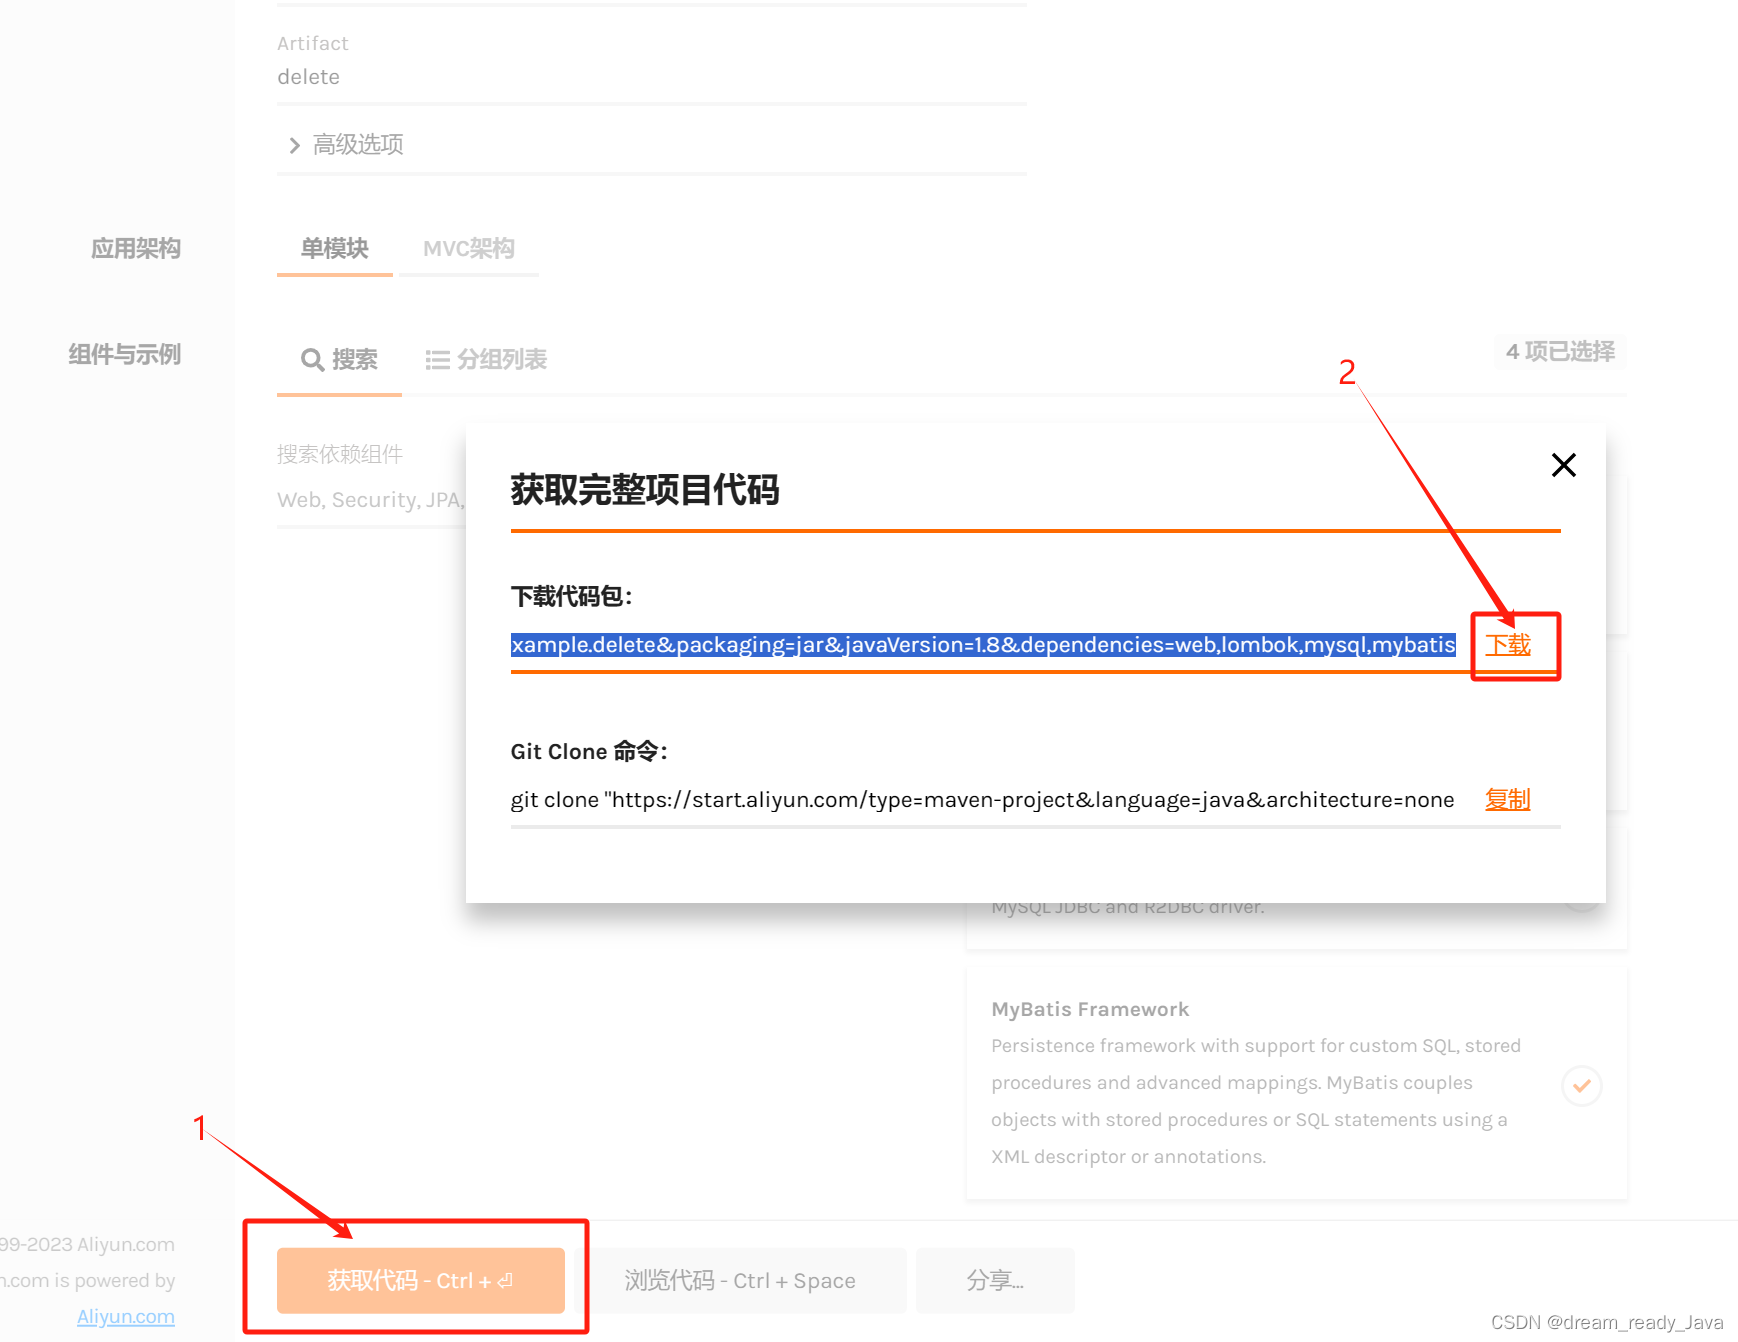 Artifact
delete
高级选项
应用架构
单模块
MVC架构
组件与示例
搜索
分组列表
4 项已选择
2
搜索依赖组件
Web, Security, JPA,
获取完整项目代码
下载代码包：
xample.delete&packaging=jar&javaVersion=1.8&dependencies=web,lombok,mysql,mybatis
下载
Git Clone 命令：
git clone "https://start.aliyun.com/type=maven-project&language=java&architecture=none
复制
MySQL JDBC and R2DBC driver.
MyBatis Framework
Persistence framework with support for custom SQL, stored
procedures and advanced mappings. MyBatis couples
objects with stored procedures or SQL statements using a
XML descriptor or annotations.
1
99-2023 Aliyun.com
n.com is powered by
Aliyun.com
获取代码 - Ctrl + ⏎
浏览代码 - Ctrl + Space
分享...
CSDN @dream_ready_Java